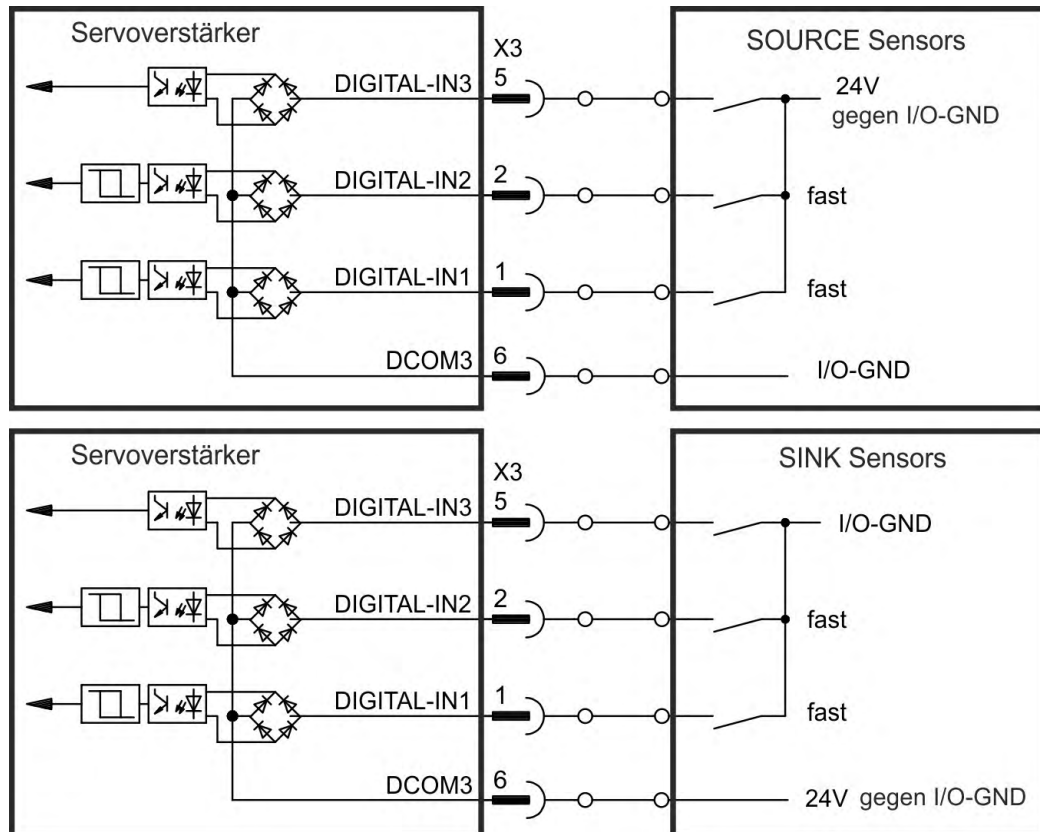 Servoverstärker
SOURCE Sensors
X3
DIGITAL-IN3 5 24V
gegen I/O-GND
DIGITAL-IN2 2 fast
DIGITAL-IN1 1 fast
DCOM3 6 I/O-GND
Servoverstärker
SINK Sensors
X3
DIGITAL-IN3 5 I/O-GND
DIGITAL-IN2 2 fast
DIGITAL-IN1 1 fast
DCOM3 6 24V gegen I/O-GND